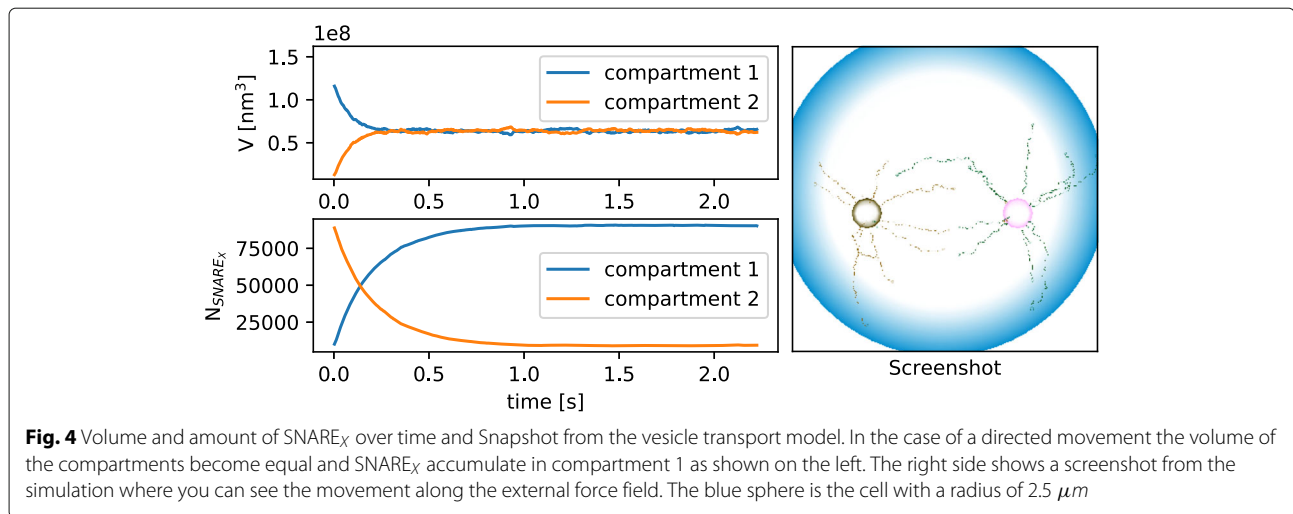 1e8
1.5
1.0
0.5
V [nm³]
compartment 1
compartment 2
0.0 0.5 1.0 1.5 2.0
75000
50000
25000
N_SNARE_X
compartment 1
compartment 2
0.0 0.5 1.0 1.5 2.0
time [s]
Screenshot
Fig. 4 Volume and amount of SNARE_X over time and Snapshot from the vesicle transport model. In the case of a directed movement the volume of
the compartments become equal and SNARE_X accumulate in compartment 1 as shown on the left. The right side shows a screenshot from the
simulation where you can see the movement along the external force field. The blue sphere is the cell with a radius of 2.5 μm